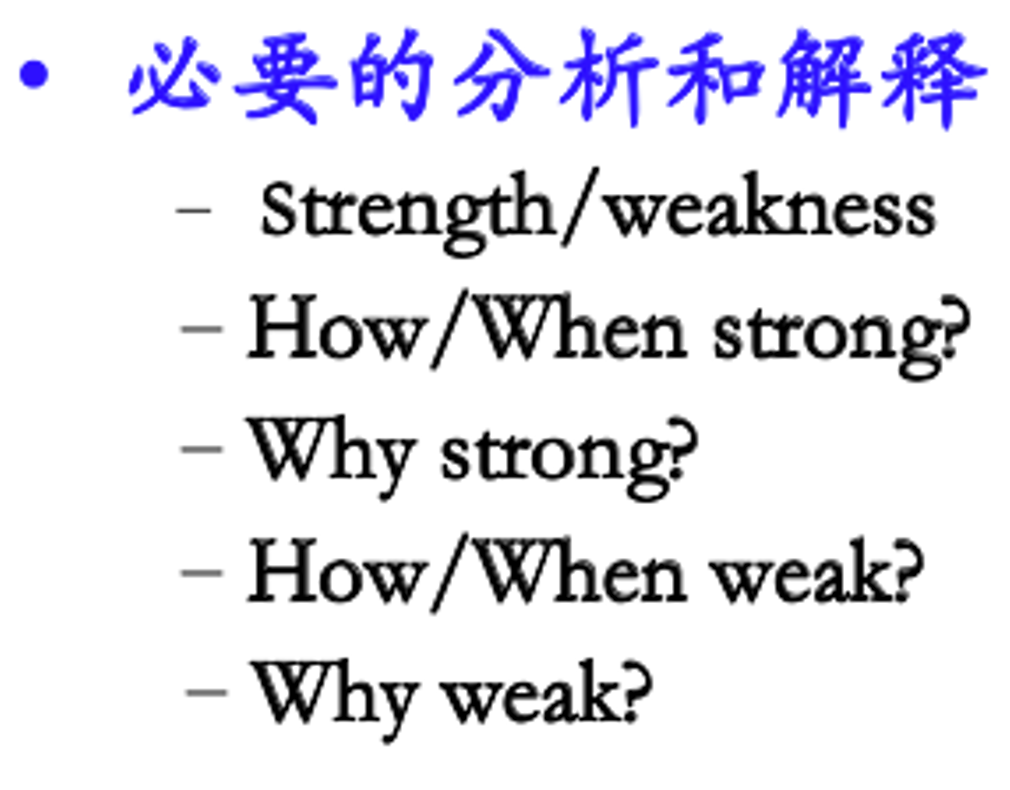 • 必要的分析和解释
– Strength/weakness
– How/When strong?
– Why strong?
– How/When weak?
– Why weak?